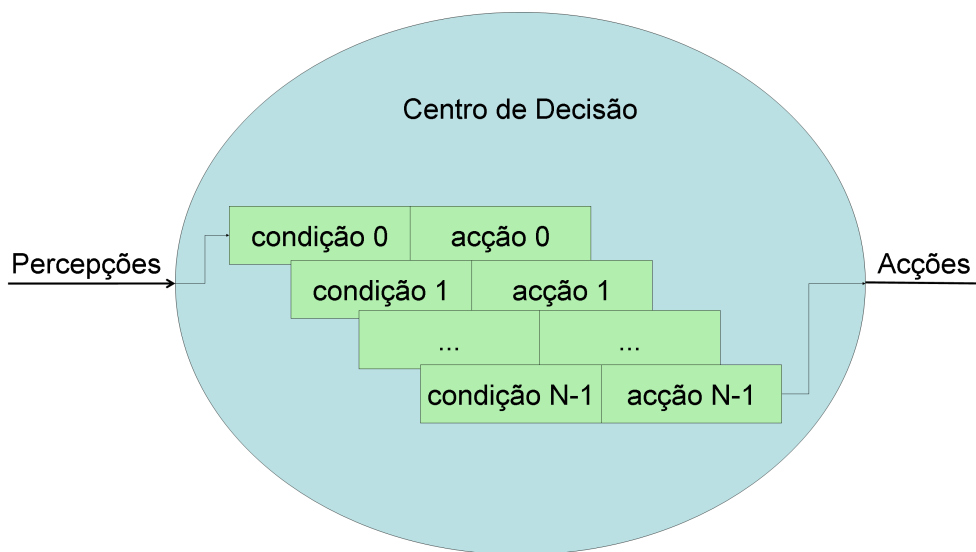 Centro de Decisão
condição 0 acção 0
Percepções
Acções
condição 1 acção 1
... ...
condição N-1 acção N-1